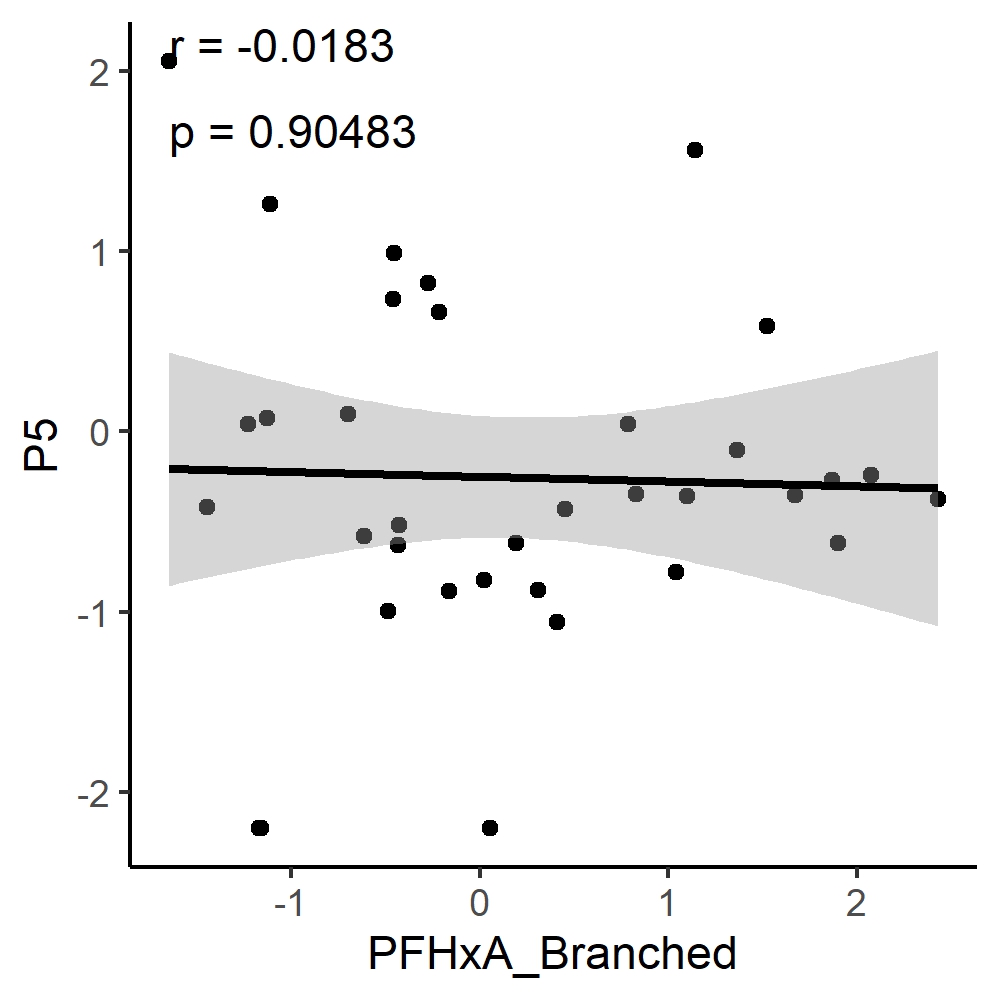 r = -0.0183
p = 0.90483
2
1
0
-1
-2
P5
-1 0 1 2
PFHxA_Branched